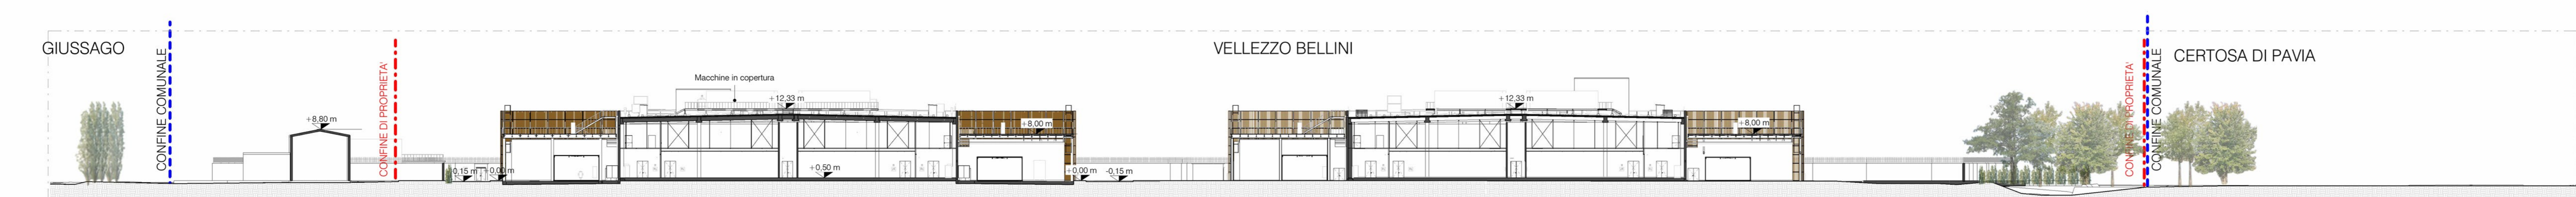 GIUSSAGO
CONFINE COMUNALE
+8,80 m
CONFINE DI PROPRIETA'
0,15 m
+0,00 m
Macchine in copertura
+12,33 m
+0,50 m
+8,00 m
+0,00 m
-0,15 m
VELLEZZO BELLINI
+12,33 m
+8,00 m
CONFINE DI PROPRIETA'
CONFINE COMUNALE
CERTOSA DI PAVIA